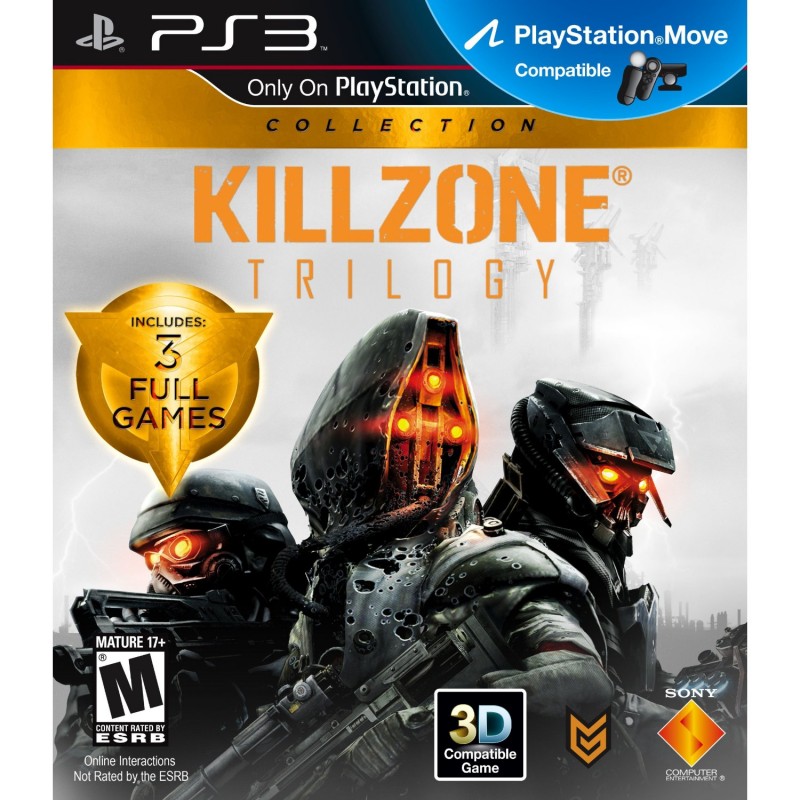 PS3™
PlayStation®Move
Compatible
Only On PlayStation®
COLLECTION
KILLZONE®
TRILOGY
INCLUDES:
3
FULL
GAMES
MATURE 17+
M®
CONTENT RATED BY
ESRB
Online Interactions
Not Rated by the ESRB
3D
Compatible
Game
SONY
COMPUTER
ENTERTAINMENT®